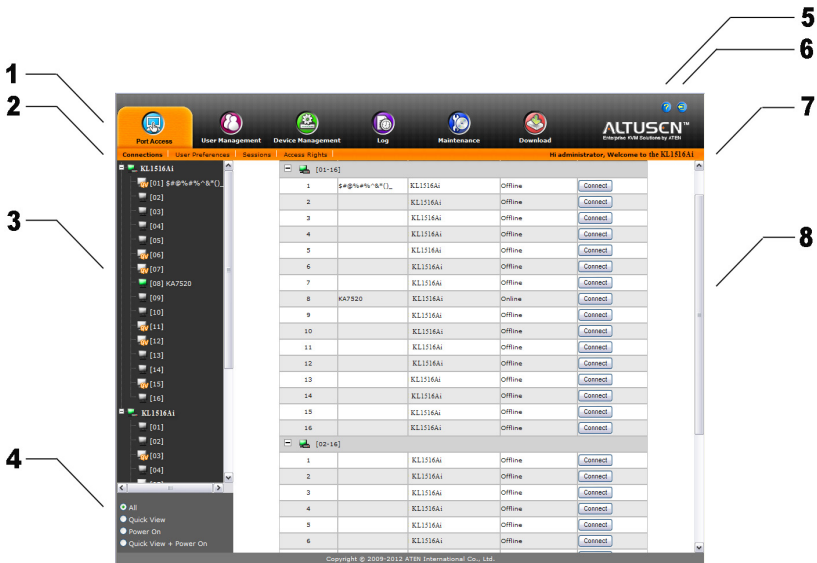 5
6
1
2
7
3
8
4
Port Access User Management Device Management Log Maintenance Download
ALTUSEN™
Enterprise KVM Solutions by ATEN
Connections User Preferences Sessions Access Rights Hi administrator, Welcome to the KL1516Ai
KL1516Ai
[01] $#@%#%^&*()_
[02]
[03]
[04]
[05]
[06]
[07]
[08] KA7520
[09]
[10]
[11]
[12]
[13]
[14]
[15]
[16]
KL1516Ai
[01]
[02]
[03]
[04]
All
Quick View
Power On
Quick View + Power On
[01-16]
1 $#@%#%^&*()_ KL1516Ai Offline Connect
2 KL1516Ai Offline Connect
3 KL1516Ai Offline Connect
4 KL1516Ai Offline Connect
5 KL1516Ai Offline Connect
6 KL1516Ai Offline Connect
7 KL1516Ai Offline Connect
8 KA7520 KL1516Ai Online Connect
9 KL1516Ai Offline Connect
10 KL1516Ai Offline Connect
11 KL1516Ai Offline Connect
12 KL1516Ai Offline Connect
13 KL1516Ai Offline Connect
14 KL1516Ai Offline Connect
15 KL1516Ai Offline Connect
16 KL1516Ai Offline Connect
[02-16]
1 KL1516Ai Offline Connect
2 KL1516Ai Offline Connect
3 KL1516Ai Offline Connect
4 KL1516Ai Offline Connect
5 KL1516Ai Offline Connect
6 KL1516Ai Offline Connect
Copyright © 2009-2012 ATEN International Co., Ltd.